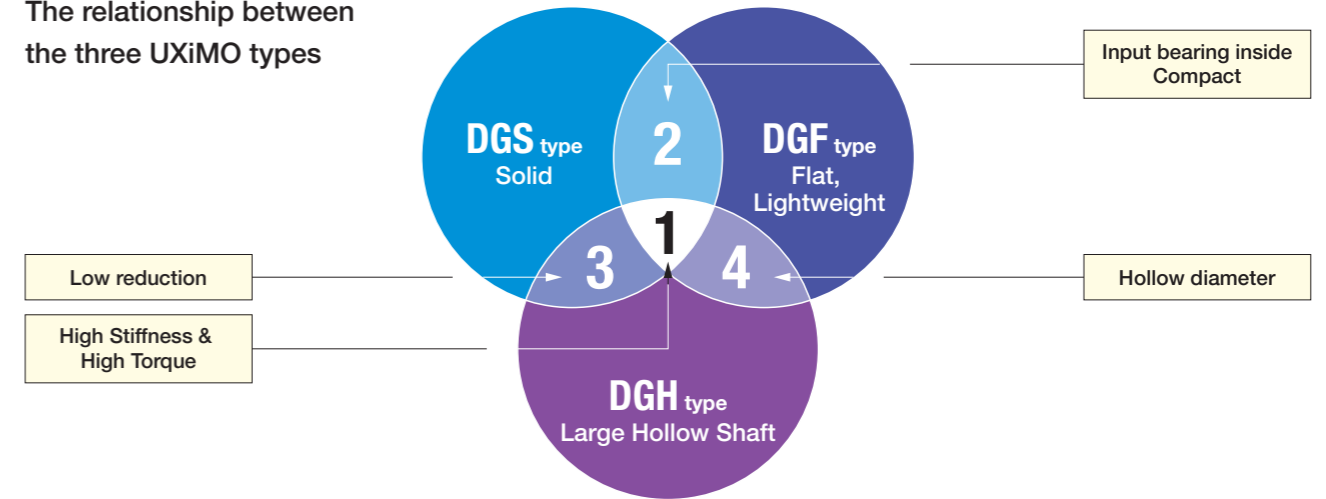 The relationship between
the three UXiMO types
Input bearing inside
Compact
DGS type
Solid
2
DGF type
Flat,
Lightweight
1
3
4
Low reduction
Hollow diameter
High Stiffness &
High Torque
DGH type
Large Hollow Shaft